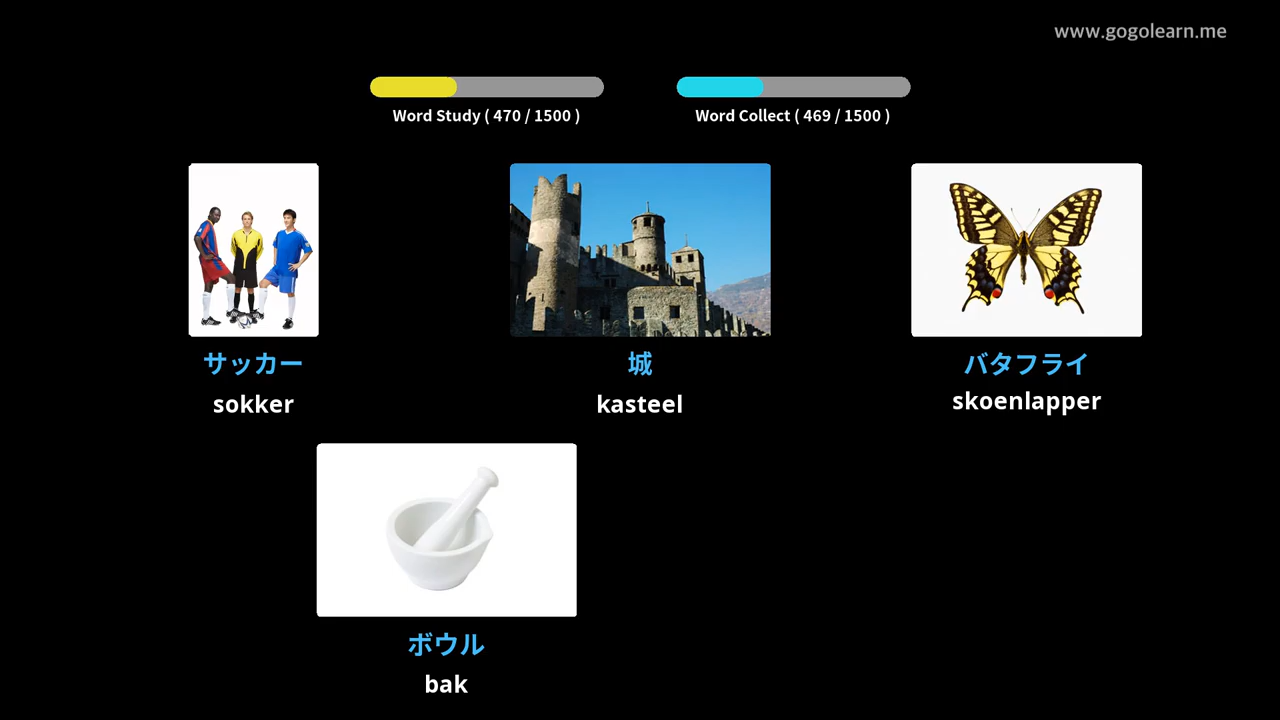 www.gogolearn.me
Word Study ( 470 / 1500 )
Word Collect ( 469 / 1500 )
サッカー
sokker
城
kasteel
バタフライ
skoenlapper
ボウル
bak